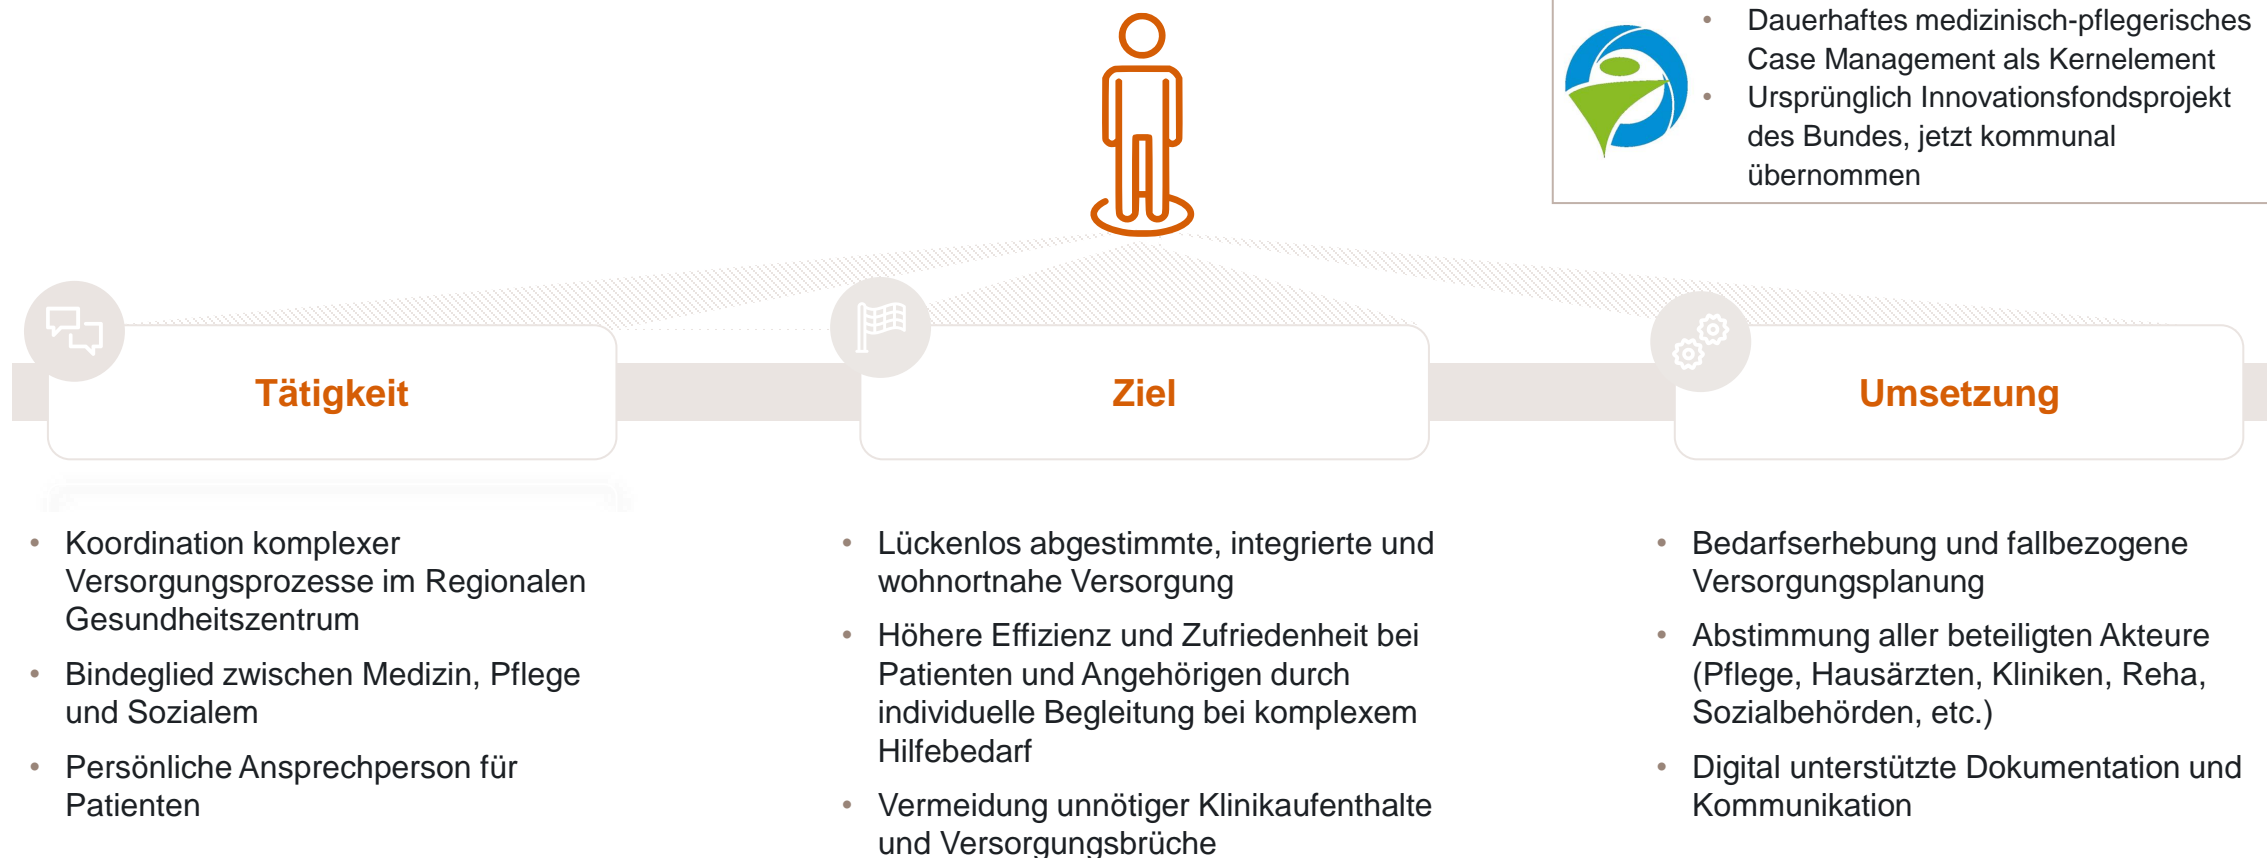 • Dauerhaftes medizinisch-pflegerisches
Case Management als Kernelement
• Ursprünglich Innovationsfondsprojekt
des Bundes, jetzt kommunal
übernommen
Tätigkeit
• Koordination komplexer
Versorgungsprozesse im Regionalen
Gesundheitszentrum
• Bindeglied zwischen Medizin, Pflege
und Sozialem
• Persönliche Ansprechperson für
Patienten
Ziel
• Lückenlos abgestimmte, integrierte und
wohnortnahe Versorgung
• Höhere Effizienz und Zufriedenheit bei
Patienten und Angehörigen durch
individuelle Begleitung bei komplexem
Hilfebedarf
• Vermeidung unnötiger Klinikaufenthalte
und Versorgungsbrüche
Umsetzung
• Bedarfserhebung und fallbezogene
Versorgungsplanung
• Abstimmung aller beteiligten Akteure
(Pflege, Hausärzten, Kliniken, Reha,
Sozialbehörden, etc.)
• Digital unterstützte Dokumentation und
Kommunikation